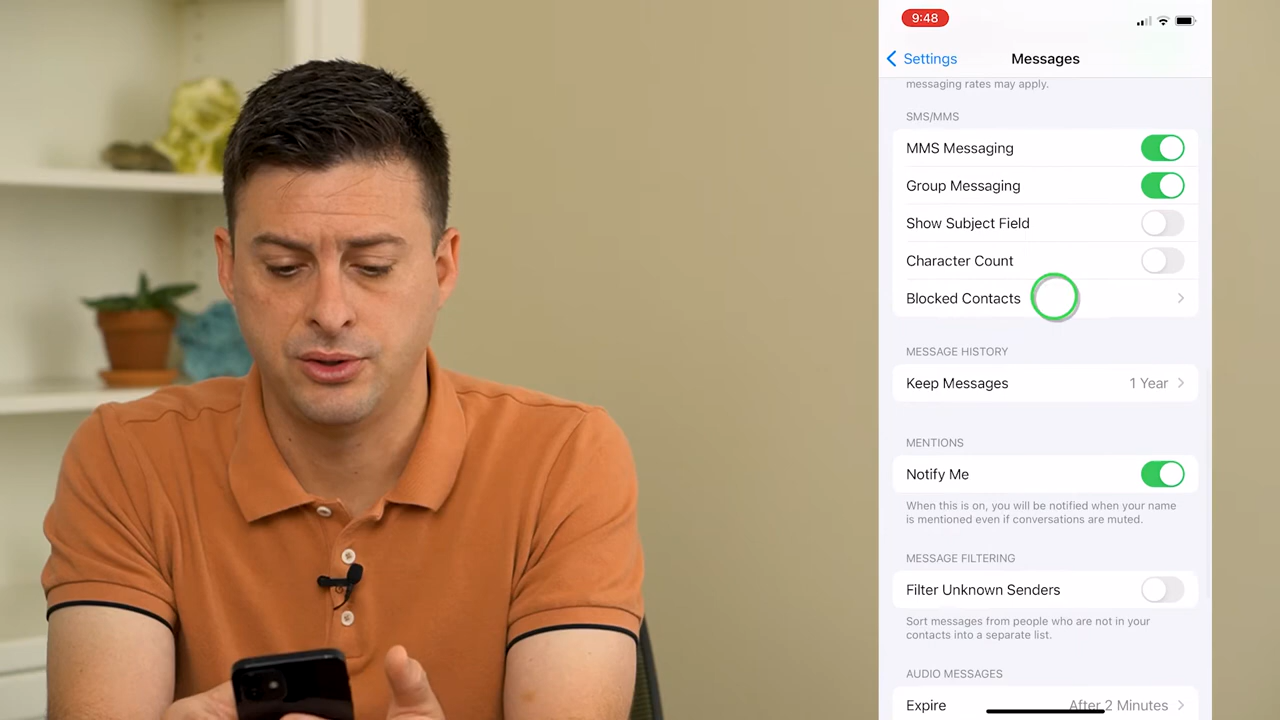 9:48
Settings
Messages
messaging rates may apply.
SMS/MMS
MMS Messaging
Group Messaging
Show Subject Field
Character Count
Blocked Contacts
MESSAGE HISTORY
Keep Messages 1 Year
MENTIONS
Notify Me
When this is on, you will be notified when your name
is mentioned even if conversations are muted.
MESSAGE FILTERING
Filter Unknown Senders
Sort messages from people who are not in your
contacts into a separate list.
AUDIO MESSAGES
Expire After 2 Minutes